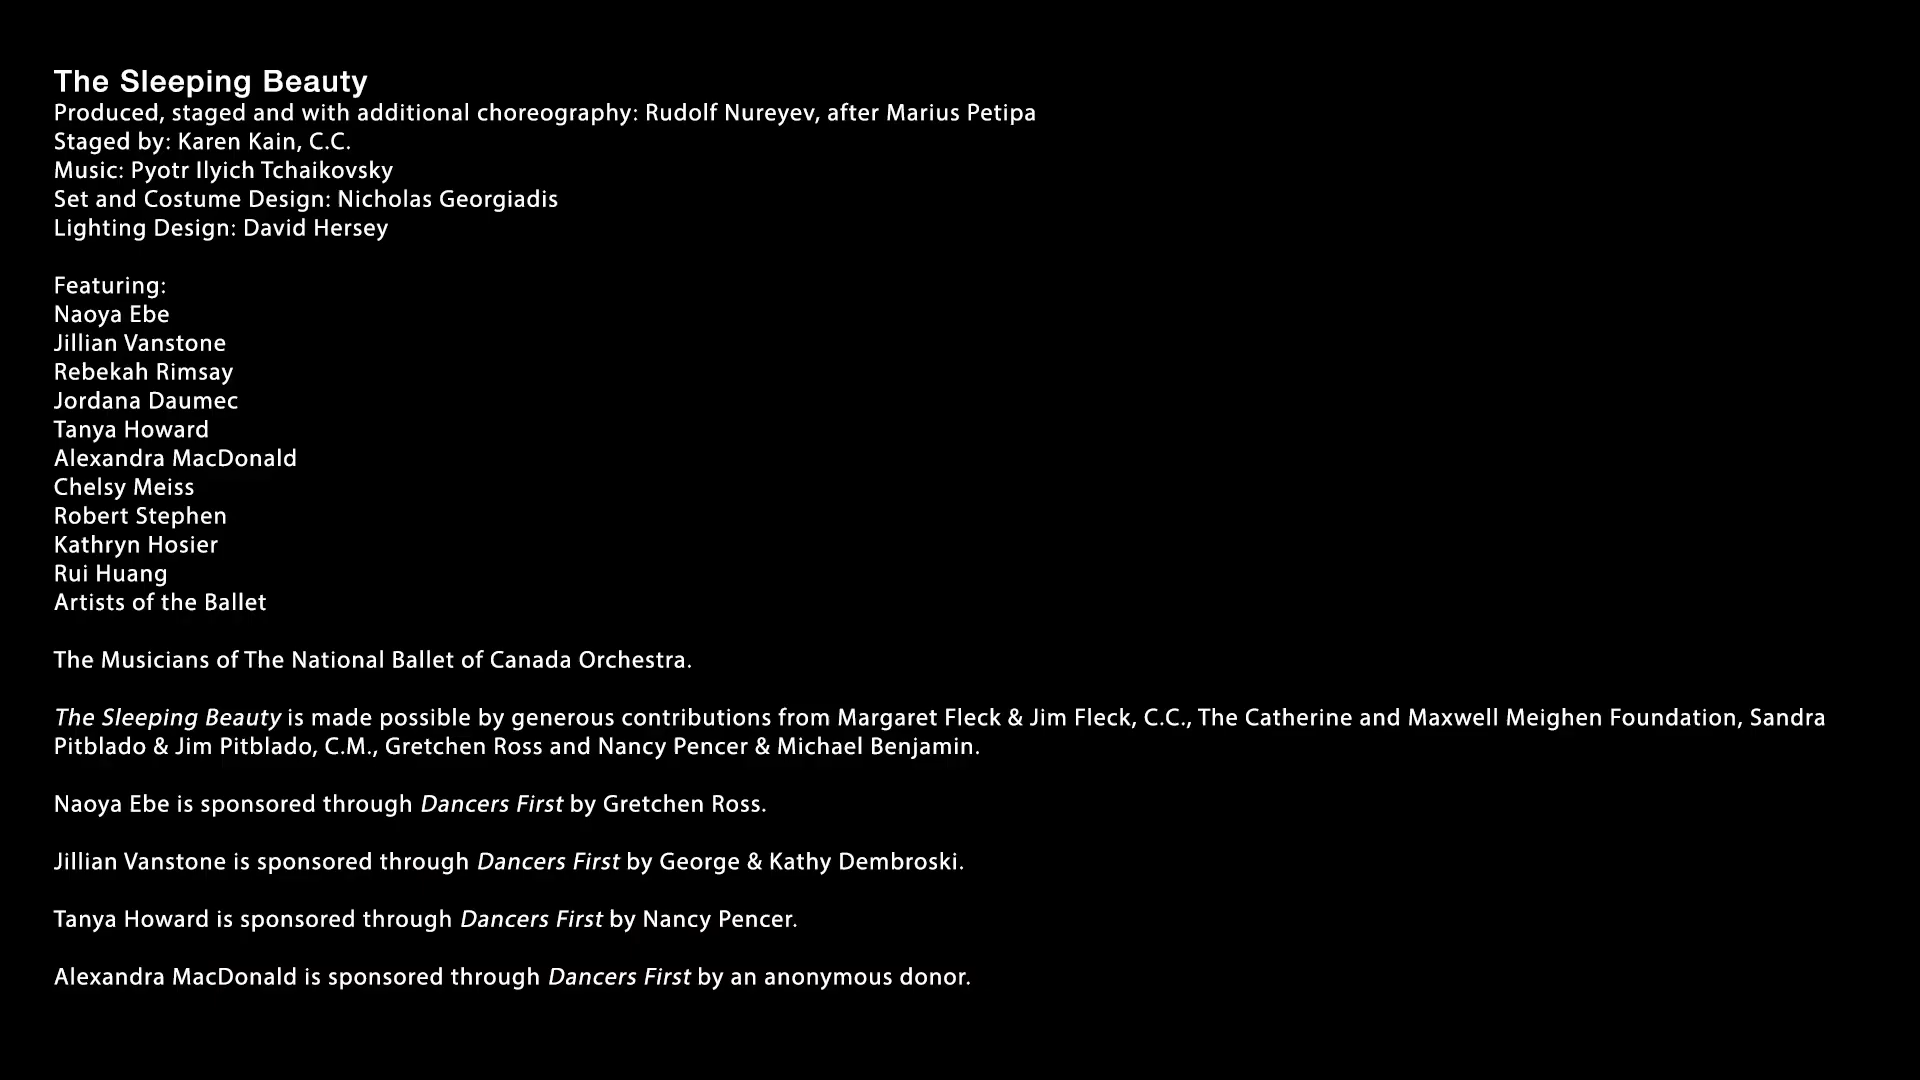 The Sleeping Beauty
Produced, staged and with additional choreography: Rudolf Nureyev, after Marius Petipa
Staged by: Karen Kain, C.C.
Music: Pyotr Ilyich Tchaikovsky
Set and Costume Design: Nicholas Georgiadis
Lighting Design: David Hersey
Featuring:
Naoya Ebe
Jillian Vanstone
Rebekah Rimsay
Jordana Daumec
Tanya Howard
Alexandra MacDonald
Chelsy Meiss
Robert Stephen
Kathryn Hosier
Rui Huang
Artists of the Ballet
The Musicians of The National Ballet of Canada Orchestra.
The Sleeping Beauty is made possible by generous contributions from Margaret Fleck & Jim Fleck, C.C., The Catherine and Maxwell Meighen Foundation, Sandra
Pitblado & Jim Pitblado, C.M., Gretchen Ross and Nancy Pencer & Michael Benjamin.
Naoya Ebe is sponsored through Dancers First by Gretchen Ross.
Jillian Vanstone is sponsored through Dancers First by George & Kathy Dembroski.
Tanya Howard is sponsored through Dancers First by Nancy Pencer.
Alexandra MacDonald is sponsored through Dancers First by an anonymous donor.